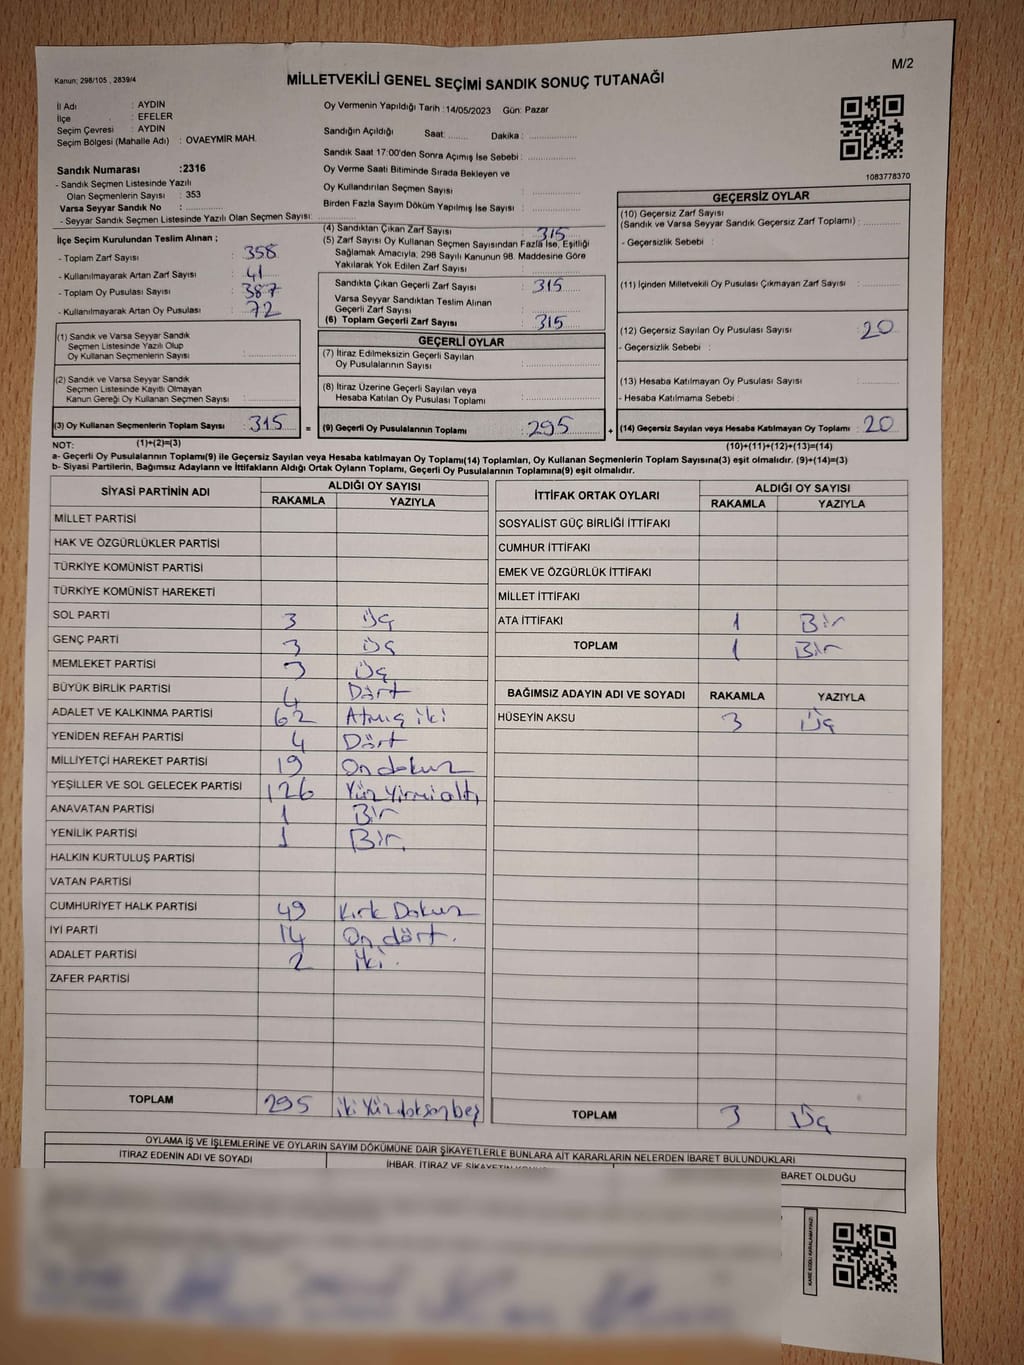 M/2
Kanun: 298/105 , 2839/4
MİLLETVEKİLİ GENEL SEÇİMİ SANDIK SONUÇ TUTANAĞI
İl Adı : AYDIN
İlçe : EFELER
Seçim Çevresi : AYDIN
Seçim Bölgesi (Mahalle Adı) : OVAEYMİR MAH.
Sandık Numarası :2316
- Sandık Seçmen Listesinde Yazılı
Olan Seçmenlerin Sayısı : 353
Varsa Seyyar Sandık No :
- Seyyar Sandık Seçmen Listesinde Yazılı Olan Seçmen Sayısı:
Oy Vermenin Yapıldığı Tarih :14/05/2023 Gün: Pazar
Sandığın Açıldığı Saat: Dakika :
Sandık Saat 17:00'den Sonra Açımış İse Sebebi :
Oy Verme Saati Bitiminde Sırada Bekleyen ve
Oy Kullandırılan Seçmen Sayısı :
Birden Fazla Sayım Döküm Yapılmış İse Sayısı :
1083778370
İlçe Seçim Kurulundan Teslim Alınan ;
- Toplam Zarf Sayısı : 358
- Kullanılmayarak Artan Zarf Sayısı : 41
- Toplam Oy Pusulası Sayısı : 387
- Kullanılmayarak Artan Oy Pusulası : 72
(1) Sandık ve Varsa Seyyar Sandık
Seçmen Listesinde Yazılı Olup
Oy Kullanan Seçmenlerin Sayısı :
(2) Sandık ve Varsa Seyyar Sandık
Seçmen Listesinde Kayıtlı Olmayan
Kanun Gereği Oy Kullanan Seçmen Sayısı :
(3) Oy Kullanan Seçmenlerin Toplam Sayısı : 315 =
(4) Sandıktan Çıkan Zarf Sayısı : 315
(5) Zarf Sayısı Oy Kullanan Seçmen Sayısından Fazla İse, Eşitliği
Sağlamak Amacıyla, 298 Sayılı Kanunun 98. Maddesine Göre
Yakılarak Yok Edilen Zarf Sayısı :
Sandıkta Çıkan Geçerli Zarf Sayısı : 315
Varsa Seyyar Sandıktan Teslim Alınan
Geçerli Zarf Sayısı :
(6) Toplam Geçerli Zarf Sayısı : 315
GEÇERLİ OYLAR
(7) İtiraz Edilmeksizin Geçerli Sayılan
Oy Pusulalarının Sayısı :
(8) İtiraz Üzerine Geçerli Sayılan veya
Hesaba Katılan Oy Pusulası Toplamı :
(9) Geçerli Oy Pusulalarının Toplamı : 295 +
GEÇERSİZ OYLAR
(10) Geçersiz Zarf Sayısı
(Sandık ve Varsa Seyyar Sandık Geçersiz Zarf Toplamı) :
- Geçersizlik Sebebi :
(11) İçinden Milletvekili Oy Pusulası Çıkmayan Zarf Sayısı :
(12) Geçersiz Sayılan Oy Pusulası Sayısı : 20
- Geçersizlik Sebebi :
(13) Hesaba Katılmayan Oy Pusulası Sayısı :
- Hesaba Katılmama Sebebi :
(14) Geçersiz Sayılan veya Hesaba Katılmayan Oy Toplamı : 20
NOT: (1)+(2)=(3) (10)+(11)+(12)+(13)=(14)
a- Geçerli Oy Pusulalarının Toplamı(9) ile Geçersiz Sayılan veya Hesaba katılmayan Oy Toplamı(14) Toplamları, Oy Kullanan Seçmenlerin Toplam Sayısına(3) eşit olmalıdır. (9)+(14)=(3)
b- Siyasi Partilerin, Bağımsız Adayların ve İttifakların Aldığı Ortak Oyların Toplamı, Geçerli Oy Pusulalarının Toplamına(9) eşit olmalıdır.
SİYASİ PARTİNİN ADI ALDIĞI OY SAYISI
RAKAMLA YAZIYLA
MİLLET PARTİSİ
HAK VE ÖZGÜRLÜKLER PARTİSİ
TÜRKİYE KOMÜNİST PARTİSİ
TÜRKİYE KOMÜNİST HAREKETİ
SOL PARTİ 3 Üç
GENÇ PARTİ 3 Üç
MEMLEKET PARTİSİ 3 Üç
BÜYÜK BİRLİK PARTİSİ 4 Dört
ADALET VE KALKINMA PARTİSİ 62 Atmış iki
YENİDEN REFAH PARTİSİ 4 Dört
MİLLİYETÇİ HAREKET PARTİSİ 19 On dokuz
YEŞİLLER VE SOL GELECEK PARTİSİ 126 Yüz Yirmi altı
ANAVATAN PARTİSİ 1 Bir
YENİLİK PARTİSİ 1 Bir.
HALKIN KURTULUŞ PARTİSİ
VATAN PARTİSİ
CUMHURİYET HALK PARTİSİ 49 Kırk Dokuz
İYİ PARTİ 14 On dört.
ADALET PARTİSİ 2 İki.
ZAFER PARTİSİ
TOPLAM 295 iki Yüz doksan beş
İTTİFAK ORTAK OYLARI ALDIĞI OY SAYISI
RAKAMLA YAZIYLA
SOSYALİST GÜÇ BİRLİĞİ İTTİFAKI
CUMHUR İTTİFAKI
EMEK VE ÖZGÜRLÜK İTTİFAKI
MİLLET İTTİFAKI
ATA İTTİFAKI 1 Bir
TOPLAM 1 Bir
BAĞIMSIZ ADAYIN ADI VE SOYADI RAKAMLA YAZIYLA
HÜSEYİN AKSU 3 Üç
TOPLAM 3 Üç
OYLAMA İŞ VE İŞLEMLERİNE VE OYLARIN SAYIM DÖKÜMÜNE DAİR ŞİKAYETLERLE BUNLARA AİT KARARLARIN NELERDEN İBARET BULUNDUKLARI
İTİRAZ EDENİN ADI VE SOYADI
İHBAR, İTİRAZ VE ŞİKAYETİN
BARET OLDUĞU
KARE KODU KARALAMAYINIZ!